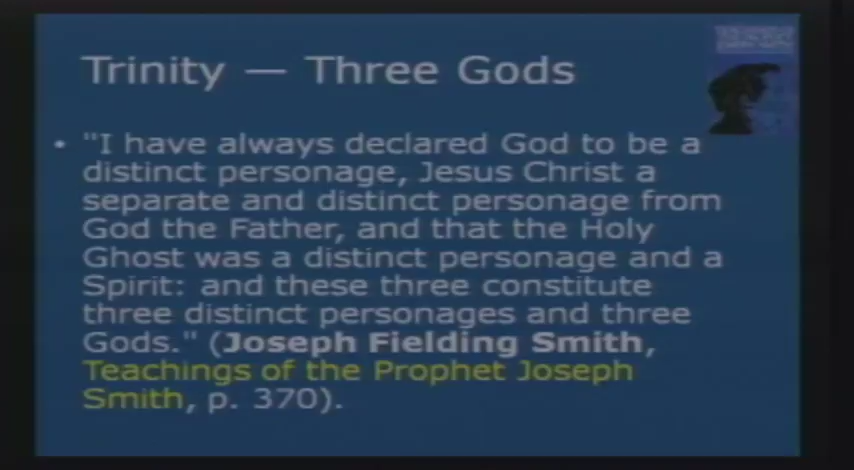 Trinity — Three Gods
• "I have always declared God to be a
distinct personage, Jesus Christ a
separate and distinct personage from
God the Father, and that the Holy
Ghost was a distinct personage and a
Spirit: and these three constitute
three distinct personages and three
Gods." (Joseph Fielding Smith,
Teachings of the Prophet Joseph
Smith, p. 370).